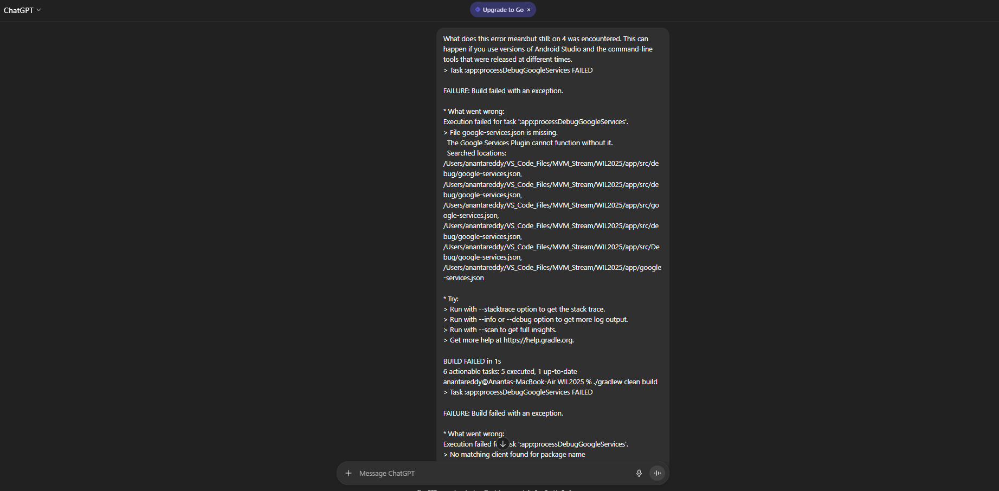 ChatGPT
Upgrade to Go ×
What does this error mean:but still: on 4 was encountered. This can
happen if you use versions of Android Studio and the command-line
tools that were released at different times.
> Task :app:processDebugGoogleServices FAILED
FAILURE: Build failed with an exception.
* What went wrong:
Execution failed for task ':app:processDebugGoogleServices'.
> File google-services.json is missing.
The Google Services Plugin cannot function without it.
Searched locations:
/Users/anantareddy/VS_Code_Files/MVM_Stream/WIL2025/app/src/de
bug/google-services.json,
/Users/anantareddy/VS_Code_Files/MVM_Stream/WIL2025/app/src/de
bug/google-services.json,
/Users/anantareddy/VS_Code_Files/MVM_Stream/WIL2025/app/src/go
ogle-services.json,
/Users/anantareddy/VS_Code_Files/MVM_Stream/WIL2025/app/src/de
bug/google-services.json,
/Users/anantareddy/VS_Code_Files/MVM_Stream/WIL2025/app/src/De
bug/google-services.json,
/Users/anantareddy/VS_Code_Files/MVM_Stream/WIL2025/app/google
-services.json
* Try:
> Run with --stacktrace option to get the stack trace.
> Run with --info or --debug option to get more log output.
> Run with --scan to get full insights.
> Get more help at https://help.gradle.org.
BUILD FAILED in 1s
6 actionable tasks: 5 executed, 1 up-to-date
anantareddy@Anantas-MacBook-Air WIL2025 % ./gradlew clean build
> Task :app:processDebugGoogleServices FAILED
FAILURE: Build failed with an exception.
* What went wrong:
Execution failed ':app:processDebugGoogleServices'.
> No matching client found for package name
Message ChatGPT